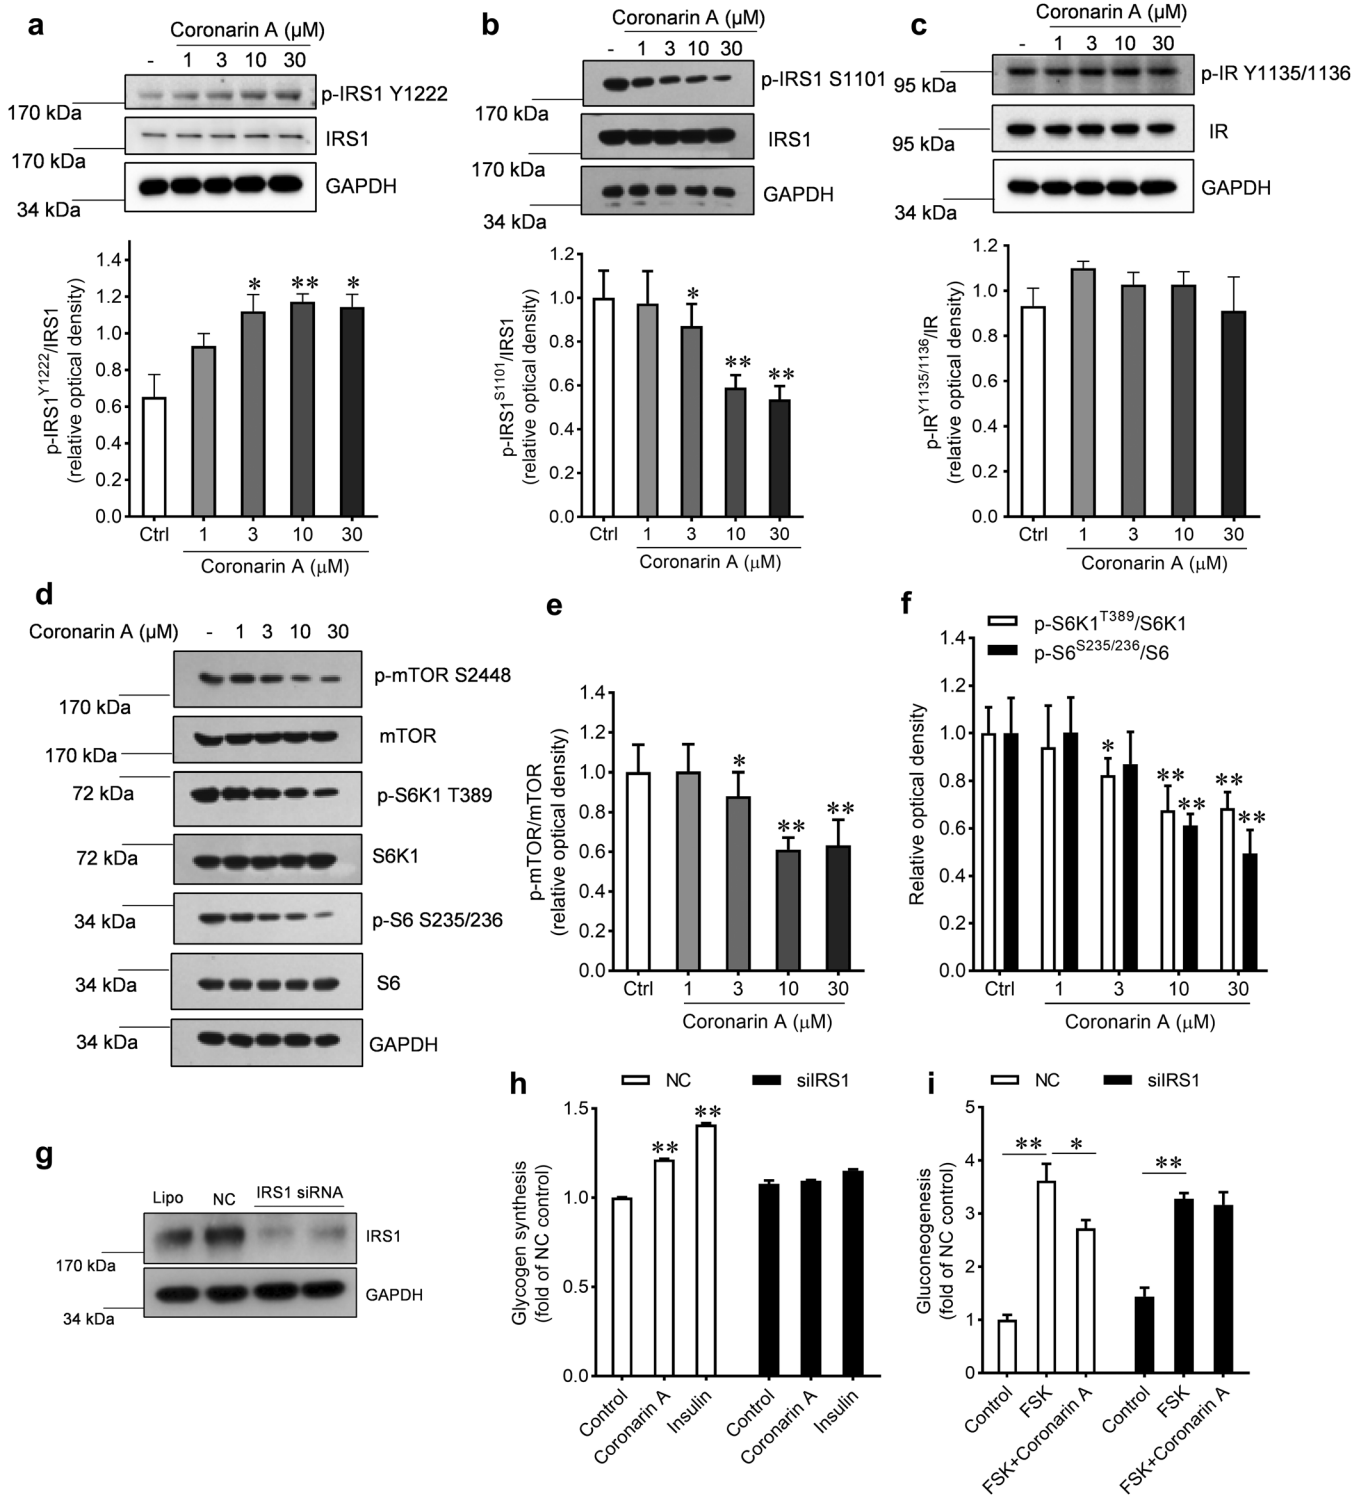 a
Coronarin A (µM)
- 1 3 10 30
p-IRS1 Y1222
170 kDa
IRS1
170 kDa
GAPDH
34 kDa
p-IRS1Y1222/IRS1
(relative optical density)
1.4
1.2
1.0
0.8
0.6
0.4
0.2
0.0
* ** *
Ctrl 1 3 10 30
Coronarin A (μM)
b
Coronarin A (µM)
- 1 3 10 30
p-IRS1 S1101
170 kDa
IRS1
170 kDa
GAPDH
34 kDa
p-IRS1S1101/IRS1
(relative optical density)
1.2
1.0
0.8
0.6
0.4
0.2
0.0
* ** **
Ctrl 1 3 10 30
Coronarin A (μM)
c
Coronarin A (µM)
- 1 3 10 30
p-IR Y1135/1136
95 kDa
IR
95 kDa
GAPDH
34 kDa
p-IRY1135/1136/IR
(relative optical density)
1.2
1.0
0.8
0.6
0.4
0.2
0.0
Ctrl 1 3 10 30
Coronarin A (μM)
d
Coronarin A (µM) - 1 3 10 30
p-mTOR S2448
170 kDa
mTOR
170 kDa
p-S6K1 T389
72 kDa
S6K1
72 kDa
p-S6 S235/236
34 kDa
S6
34 kDa
GAPDH
34 kDa
e
p-mTOR/mTOR
(relative optical density)
1.4
1.2
1.0
0.8
0.6
0.4
0.2
0.0
* ** **
Ctrl 1 3 10 30
Coronarin A (μM)
f
p-S6K1T389/S6K1
p-S6S235/236/S6
Relative optical density
1.4
1.2
1.0
0.8
0.6
0.4
0.2
0.0
* ** ** ** **
Ctrl 1 3 10 30
Coronarin A (μM)
g
Lipo NC IRS1 siRNA
IRS1
170 kDa
GAPDH
34 kDa
h
NC siIRS1
Glycogen synthesis
(fold of NC control)
1.5
1.0
0.5
0.0
** **
Control Coronarin A Insulin Control Coronarin A Insulin
i
NC siIRS1
Gluconeogenesis
(fold of NC control)
5
4
3
2
1
0
** * **
Control FSK FSK+Coronarin A Control FSK FSK+Coronarin A